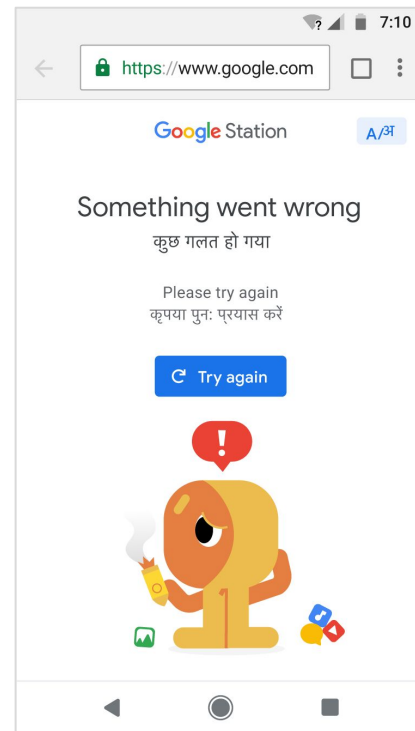 7:10
https://www.google.com
Google Station
A/अ
Something went wrong
कुछ गलत हो गया
Please try again
कृपया पुन: प्रयास करें
Try again
!